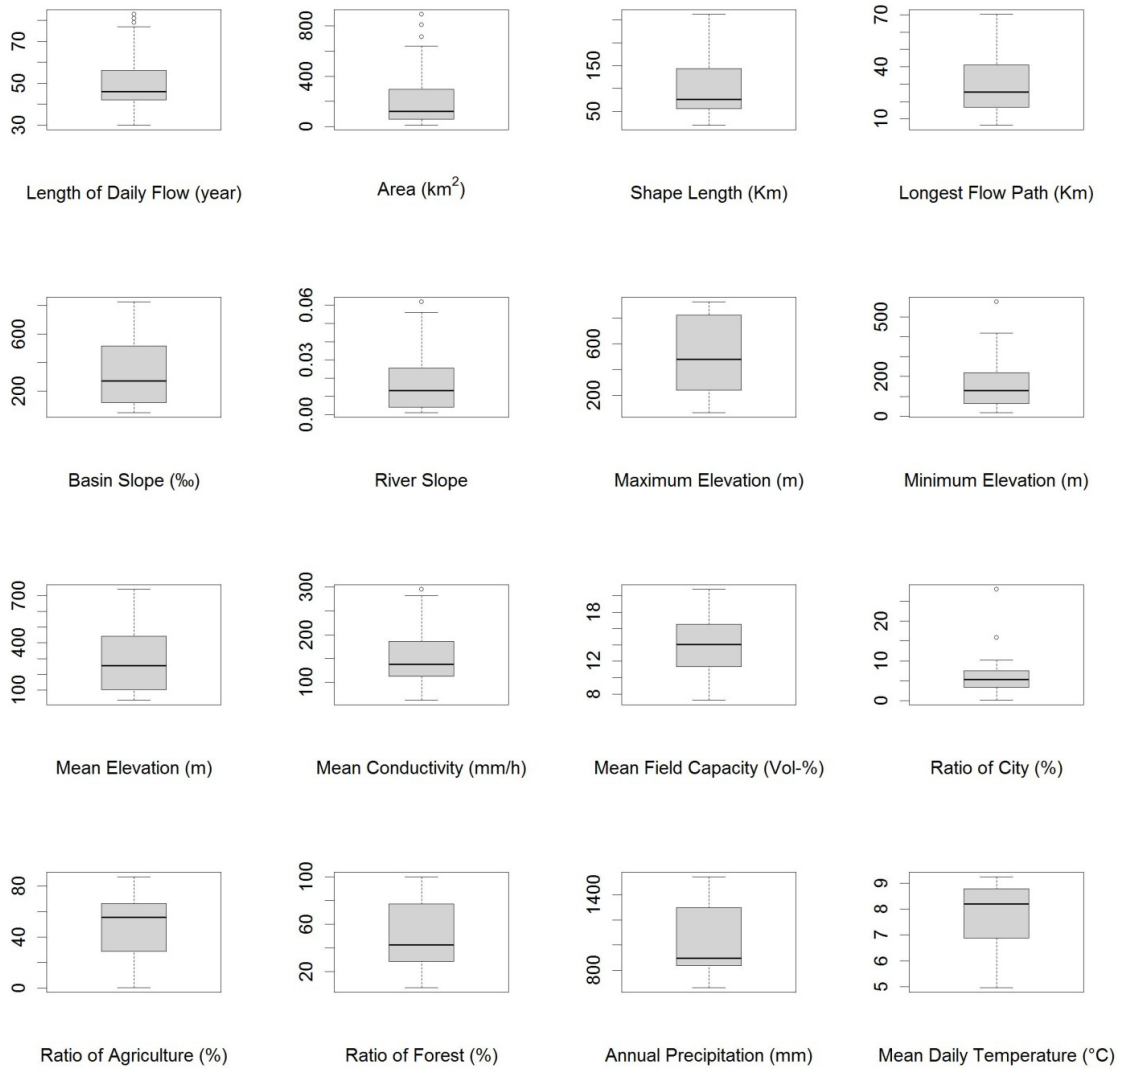 70
50
30
Length of Daily Flow (year)
800
400
0
Area (km²)
150
50
Shape Length (Km)
70
40
10
Longest Flow Path (Km)
600
200
Basin Slope (‰)
0.06
0.03
0.00
River Slope
600
200
Maximum Elevation (m)
500
200
0
Minimum Elevation (m)
700
400
100
Mean Elevation (m)
300
200
100
Mean Conductivity (mm/h)
18
12
8
Mean Field Capacity (Vol-%)
20
10
0
Ratio of City (%)
80
40
0
Ratio of Agriculture (%)
100
60
20
Ratio of Forest (%)
1400
800
Annual Precipitation (mm)
9
8
7
6
5
Mean Daily Temperature (°C)